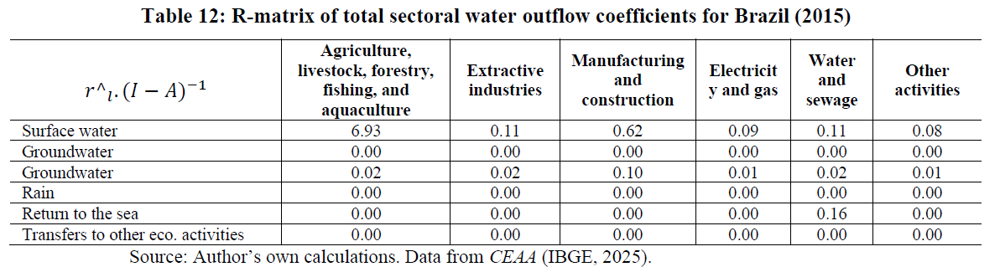 Table 12: R-matrix of total sectoral water outflow coefficients for Brazil (2015)
r^l. (I − A)−1 | Agriculture, livestock, forestry, fishing, and aquaculture | Extractive industries | Manufacturing and construction | Electricit y and gas | Water and sewage | Other activities
Surface water | 6.93 | 0.11 | 0.62 | 0.09 | 0.11 | 0.08
Groundwater | 0.00 | 0.00 | 0.00 | 0.00 | 0.00 | 0.00
Groundwater | 0.02 | 0.02 | 0.10 | 0.01 | 0.02 | 0.01
Rain | 0.00 | 0.00 | 0.00 | 0.00 | 0.00 | 0.00
Return to the sea | 0.00 | 0.00 | 0.00 | 0.00 | 0.16 | 0.00
Transfers to other eco. activities | 0.00 | 0.00 | 0.00 | 0.00 | 0.00 | 0.00
Source: Author’s own calculations. Data from CEAA (IBGE, 2025).